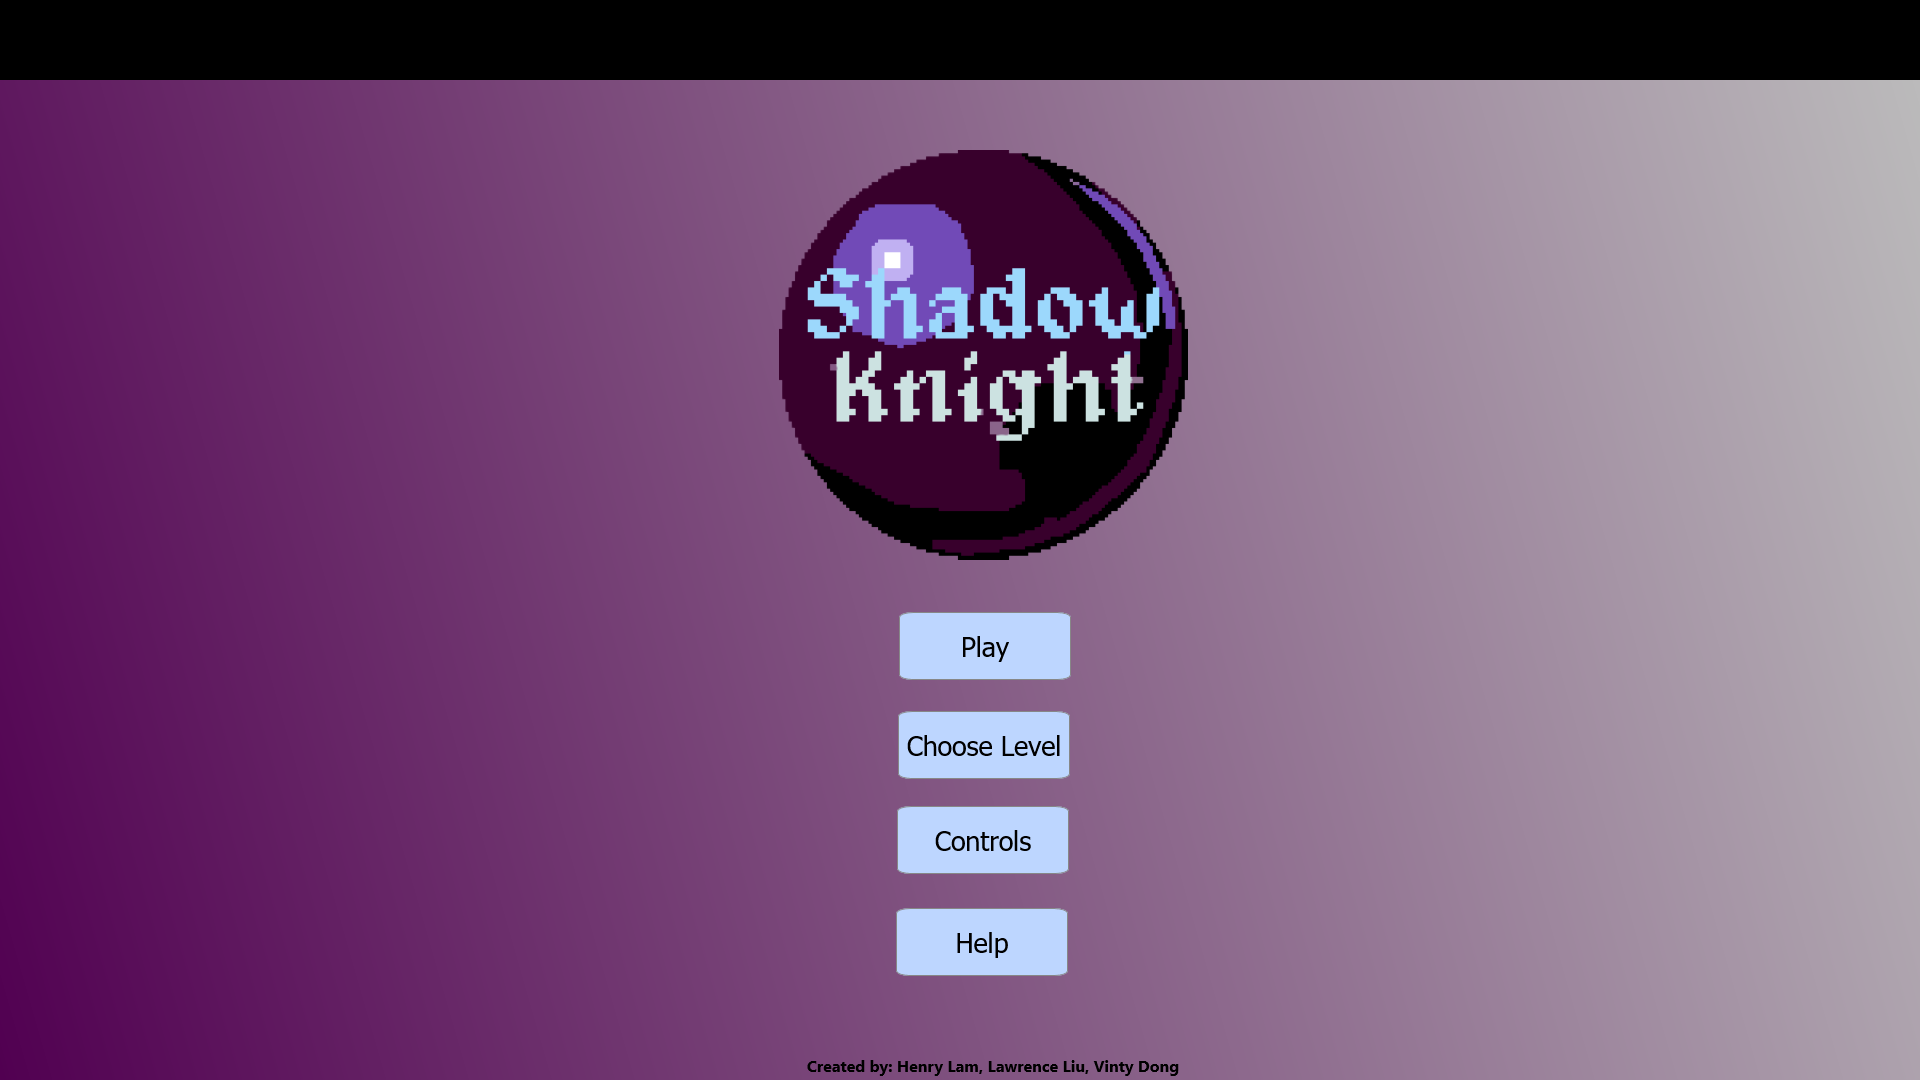 Shadow
Knight
Play
Choose Level
Controls
Help
Created by: Henry Lam, Lawrence Liu, Vinty Dong